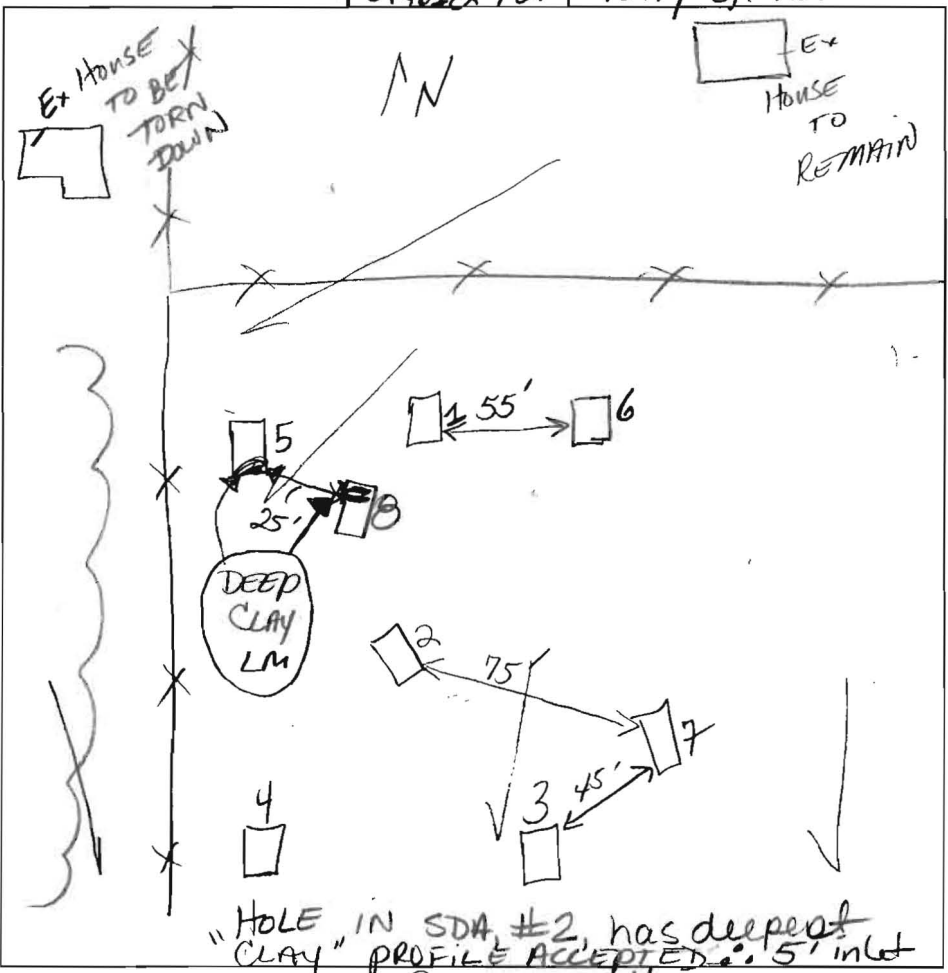 Ex House
TO BE
TORN
DOWN
N
Ex
House
TO
REMAIN
5
1
55'
6
25'
8
DEEP
CLAY
LM
2
75'
7
45'
4
3
"HOLE IN SDA #2, has deepest
CLAY" PROFILE ACCEPTED ∴ 5' inlet